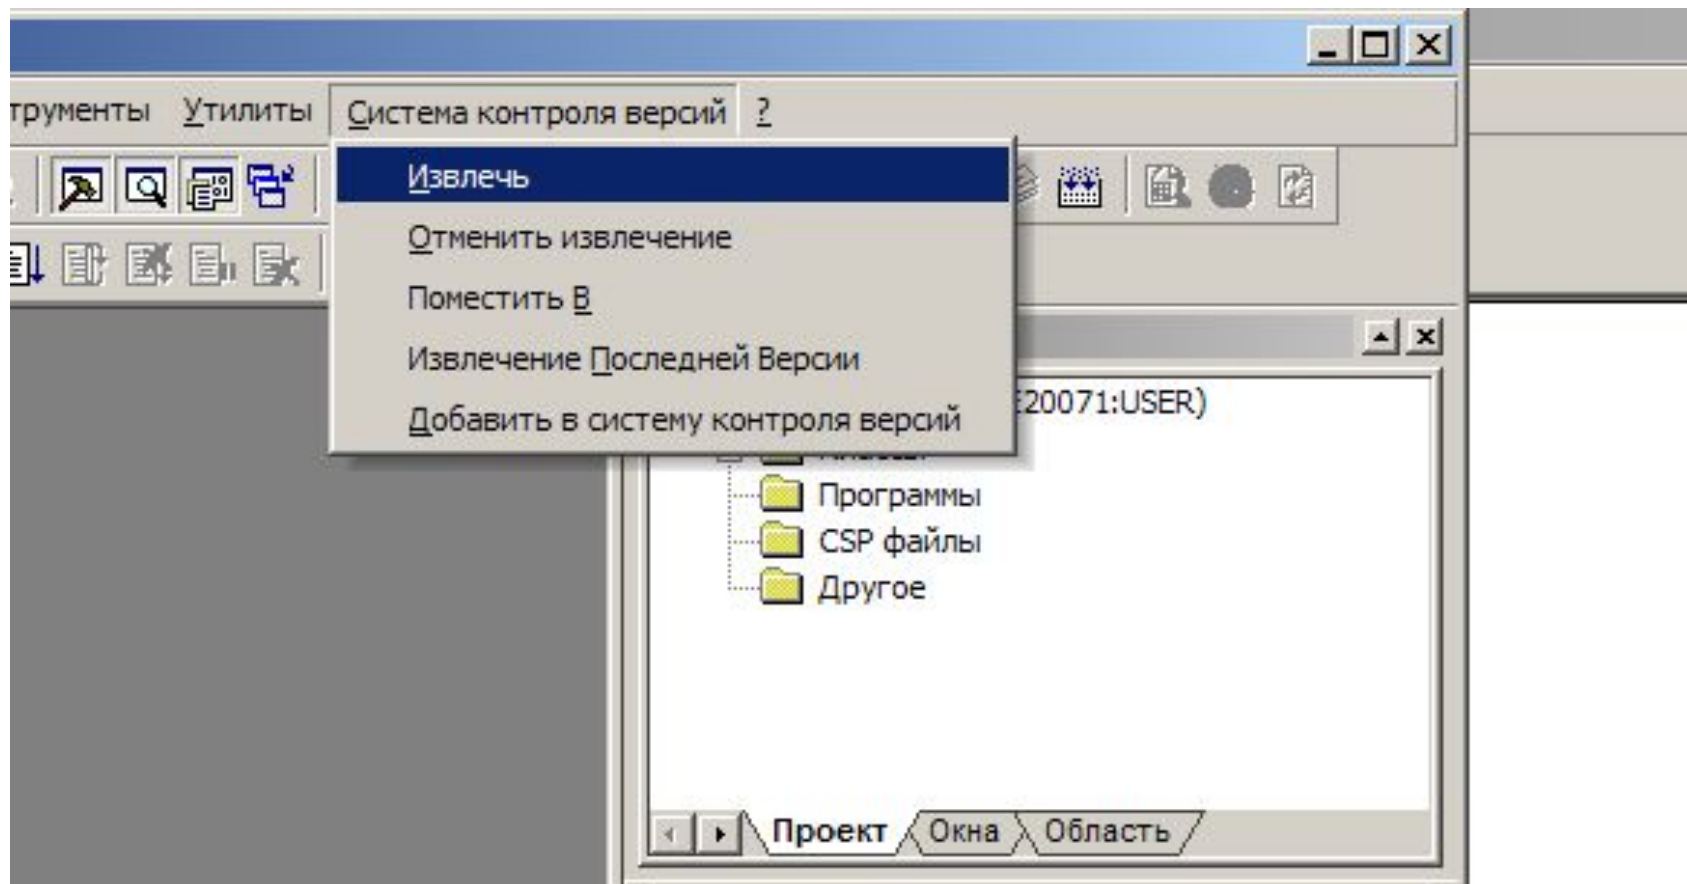 Утилиты Система контроля версий ?
Извлечь
Отменить извлечение
Поместить В
Извлечение Последней Версии
Добавить в систему контроля версий
20071:USER)
Программы
CSP файлы
Другое
Проект Окна Область